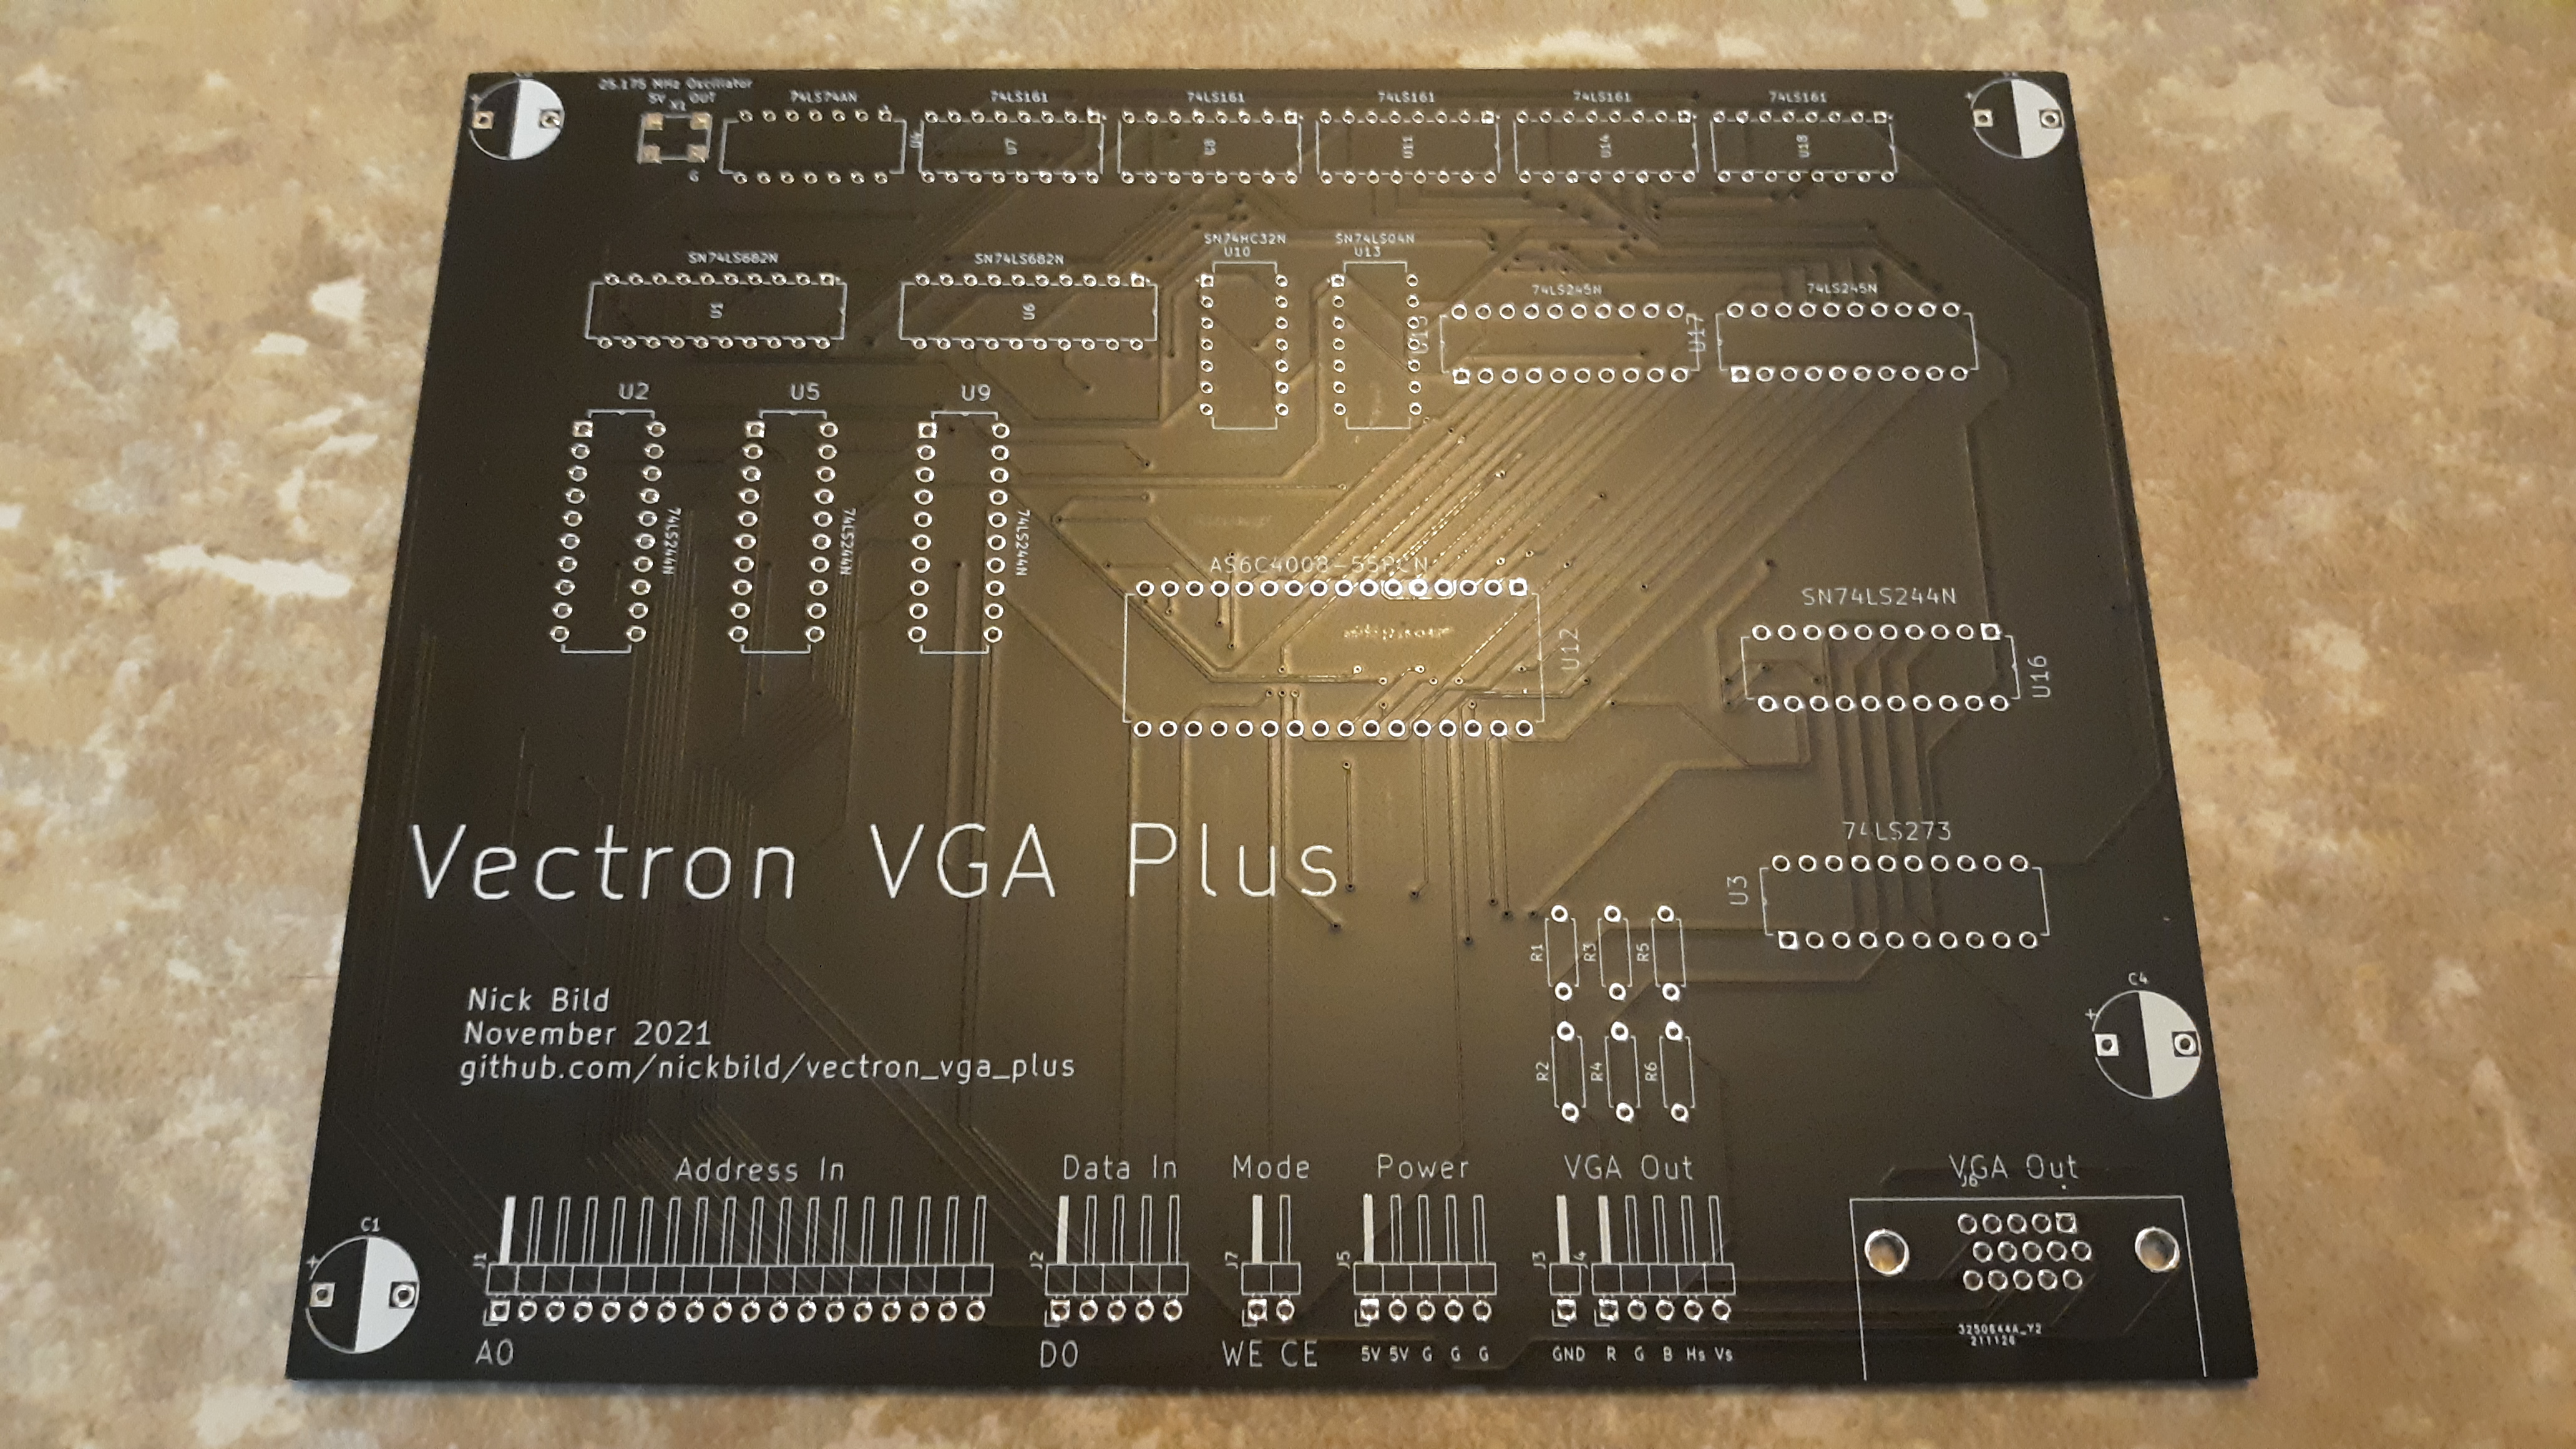 25.175 MHz Oscillator
5V OUT
X1
G
74LS74AN
U4
74LS161
U7
74LS161
U8
74LS161
U11
74LS161
U14
74LS161
U18
SN74LS682N
U1
SN74LS682N
U6
SN74HC32N
U10
SN74LS04N
U13
74LS245N
U15
74LS245N
U17
U2
74LS244N
U5
74LS244N
U9
74LS244N
AS6C4008-55PCN
U12
SN74LS244N
U16
74LS273
U3
Vectron VGA Plus
R1 R3 R5
R2 R4 R6
Nick Bild
November 2021
github.com/nickbild/vectron_vga_plus
C4
+
C1
+
Address In
J1
A0
Data In
J2
D0
Mode
J7
WE CE
Power
J5
5V 5V G G G
VGA Out
J3
J4
GND R G B Hs Vs
VGA Out
J6
3250644A_Y2
211126